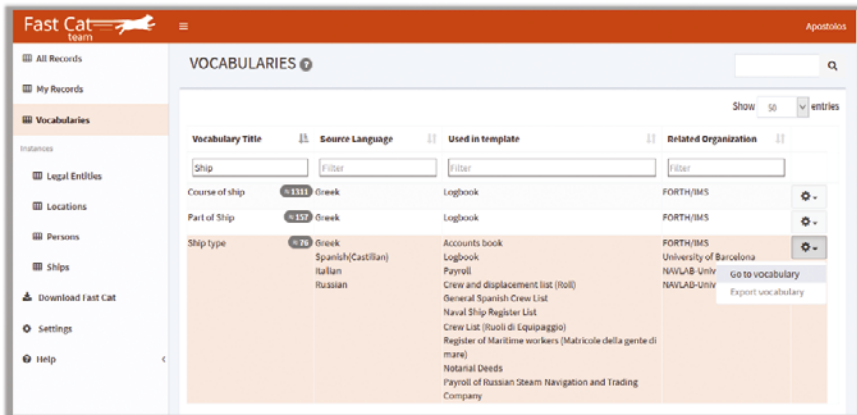 Fast Cat
team
Apostolos
All Records
My Records
Vocabularies
Instances
Legal Entities
Locations
Persons
Ships
Download Fast Cat
Settings
Help
VOCABULARIES ?
Show 50 entries
Vocabulary Title Source Language Used in template Related Organization
Ship Filter Filter Filter
Course of ship ≈1311 Greek Logbook FORTH/IMS
Part of Ship ≈157 Greek Logbook FORTH/IMS
Ship type ≈76 Greek Accounts book FORTH/IMS
Spanish(Castilian) Logbook University of Barcelona
Italian Payroll NAVLAB-Univ
Russian Crew and displacement list (Roll) NAVLAB-Univ
General Spanish Crew List
Naval Ship Register List
Crew List (Ruoli di Equipaggio)
Register of Maritime workers (Matricole della gente di
mare)
Notarial Deeds
Payroll of Russian Steam Navigation and Trading
Company
Go to vocabulary
Export vocabulary